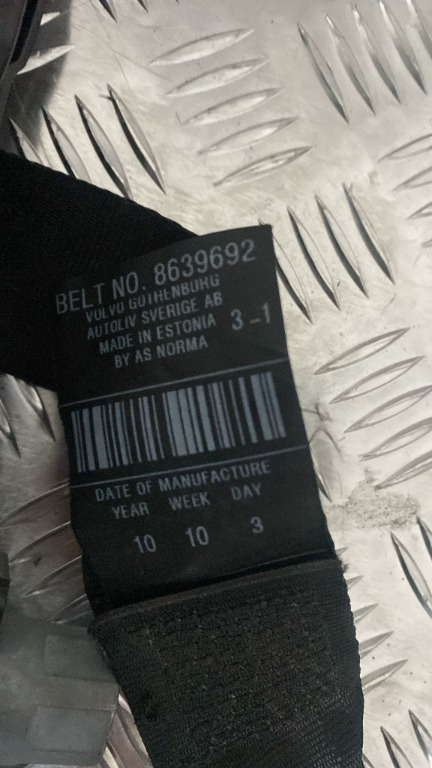 BELT NO. 8639692
VOLVO GOTHENBURG
AUTOLIV SVERIGE AB
MADE IN ESTONIA 3-1
BY AS NORMA
DATE OF MANUFACTURE
YEAR WEEK DAY
10 10 3